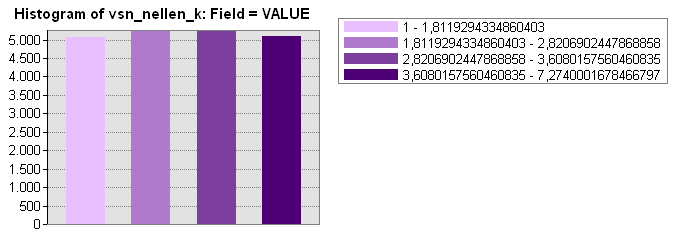 Histogram of vsn_nellen_k: Field = VALUE
5.000
4.500
4.000
3.500
3.000
2.500
2.000
1.500
1.000
500
0
1 - 1,8119294334860403
1,8119294334860403 - 2,8206902447868858
2,8206902447868858 - 3,6080157560460835
3,6080157560460835 - 7,2740001678466797